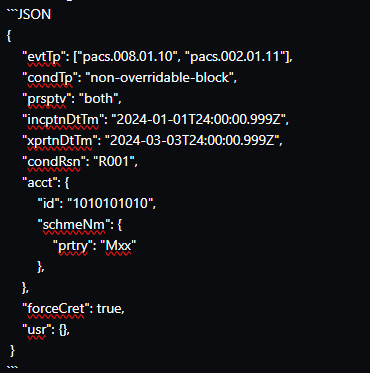 ```JSON
{
"evtTp": ["pacs.008.01.10", "pacs.002.01.11"],
"condTp": "non-overridable-block",
"prsptv": "both",
"incptnDtTm": "2024-01-01T24:00:00.999Z",
"xprtnDtTm": "2024-03-03T24:00:00.999Z",
"condRsn": "R001",
"acct": {
"id": "1010101010",
"schmeNm": {
"prtry": "Mxx"
},
},
"forceCret": true,
"usr": {},
}
```